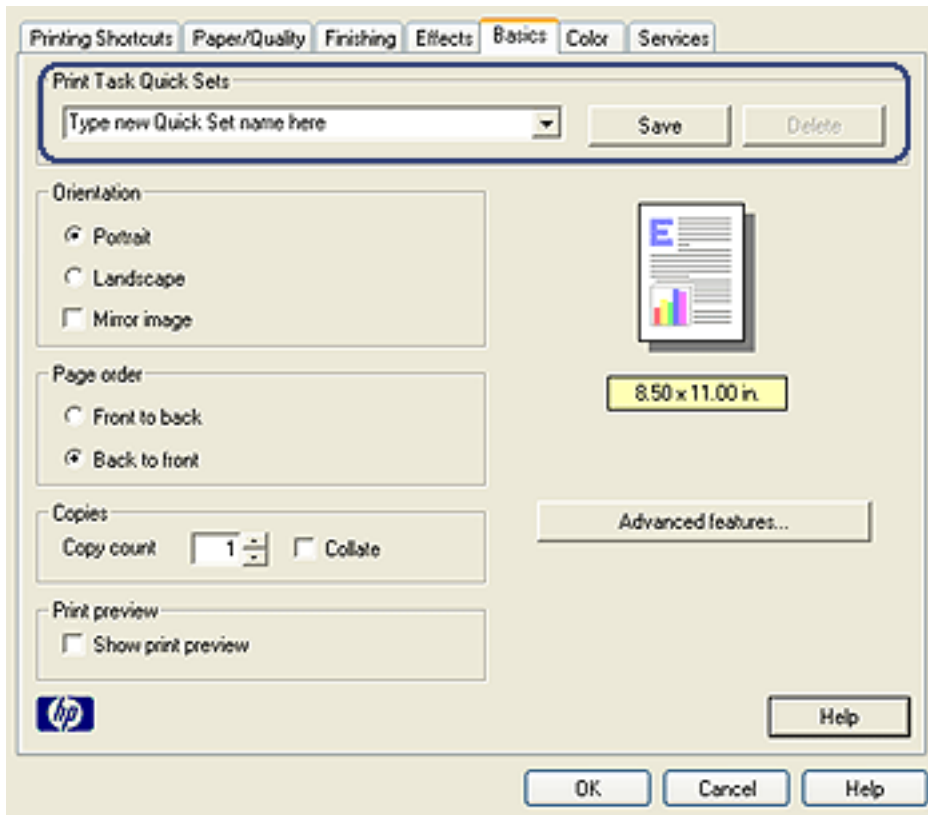 Printing Shortcuts Paper/Quality Finishing Effects Basics Color Services
Print Task Quick Sets
Type new Quick Set name here Save Delete
Orientation
Portrait
Landscape
Mirror image
E
8.50 x 11.00 in.
Page order
Front to back
Back to front
Copies
Copy count 1 Collate
Advanced features...
Print preview
Show print preview
hp
Help
OK Cancel Help